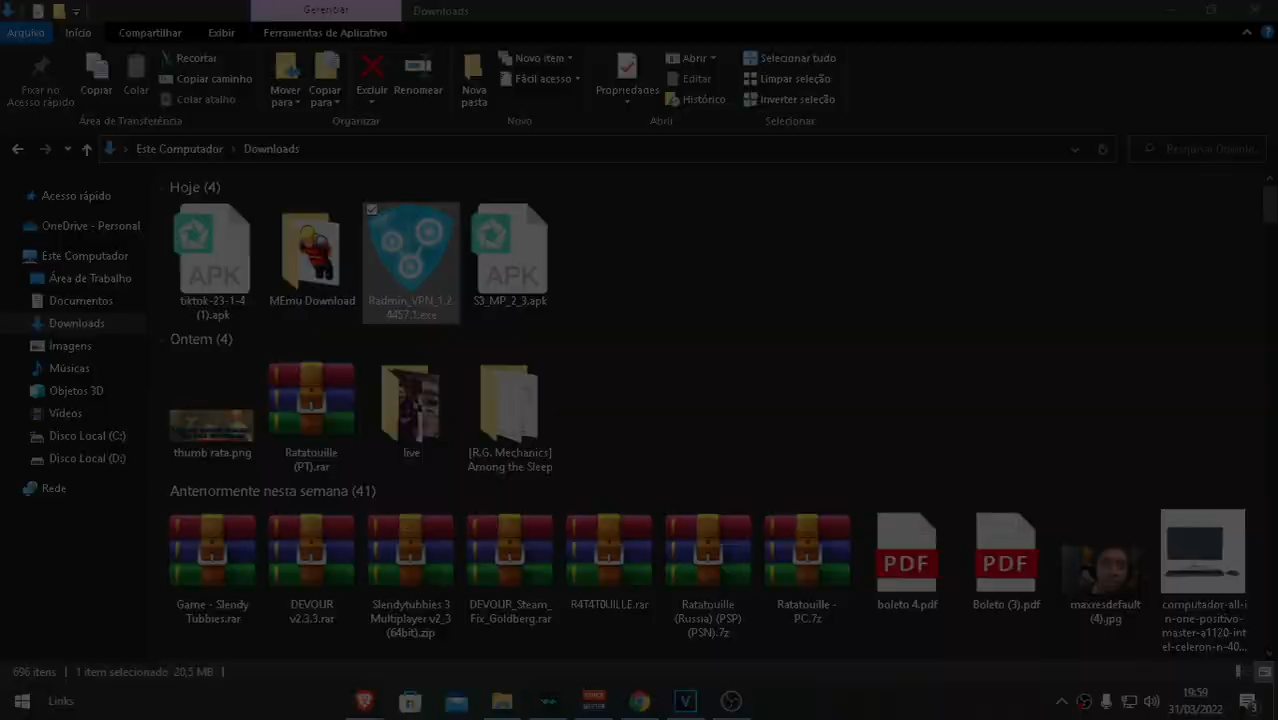 Gerenciar
Downloads
Arquivo
Início
Compartilhar
Exibir
Ferramentas de Aplicativo
Fixar no
Acesso rápido
Copiar
Colar
Recortar
Copiar caminho
Colar atalho
Área de Transferência
Mover
para
Copiar
para
Excluir
Renomear
Organizar
Nova
pasta
Novo item
Fácil acesso
Novo
Propriedades
Abrir
Editar
Histórico
Abrir
Selecionar tudo
Limpar seleção
Inverter seleção
Selecionar
Este Computador > Downloads
Pesquisar Downlo...
Acesso rápido
OneDrive - Personal
Este Computador
Área de Trabalho
Documentos
Downloads
Imagens
Músicas
Objetos 3D
Vídeos
Disco Local (C:)
Disco Local (D:)
Rede
Hoje (4)
APK
APK
tiktok-23-1-4
(1).apk
MEmu Download
Radmin_VPN_1.2.
4457.1.exe
S3_MP_2_3.apk
Ontem (4)
thumb rata.png
Ratatouille
(PT).rar
live
[R.G. Mechanics]
Among the Sleep
Anteriormente nesta semana (41)
PDF
PDF
Game - Slendy
Tubbies.rar
DEVOUR
v2.3.3.rar
Slendytubbies 3
Multiplayer v2_3
(64bit).zip
DEVOUR_Steam_
Fix_Goldberg.rar
R4T4T0UILLE.rar
Ratatouille
(Russia) (PSP)
(PSN).7z
Ratatouille -
PC.7z
boleto 4.pdf
Boleto (3).pdf
maxresdefault
(4).jpg
computador-all-i
n-one-positivo-
master-a1120-int
el-celeron-n-40...
696 itens
1 item selecionado: 20,5 MB
Links
19:59
31/03/2022
3